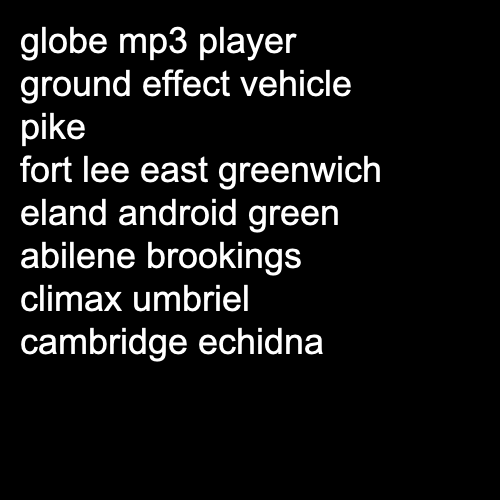 globe mp3 player
ground effect vehicle
pike
fort lee east greenwich
eland android green
abilene brookings
climax umbriel
cambridge echidna